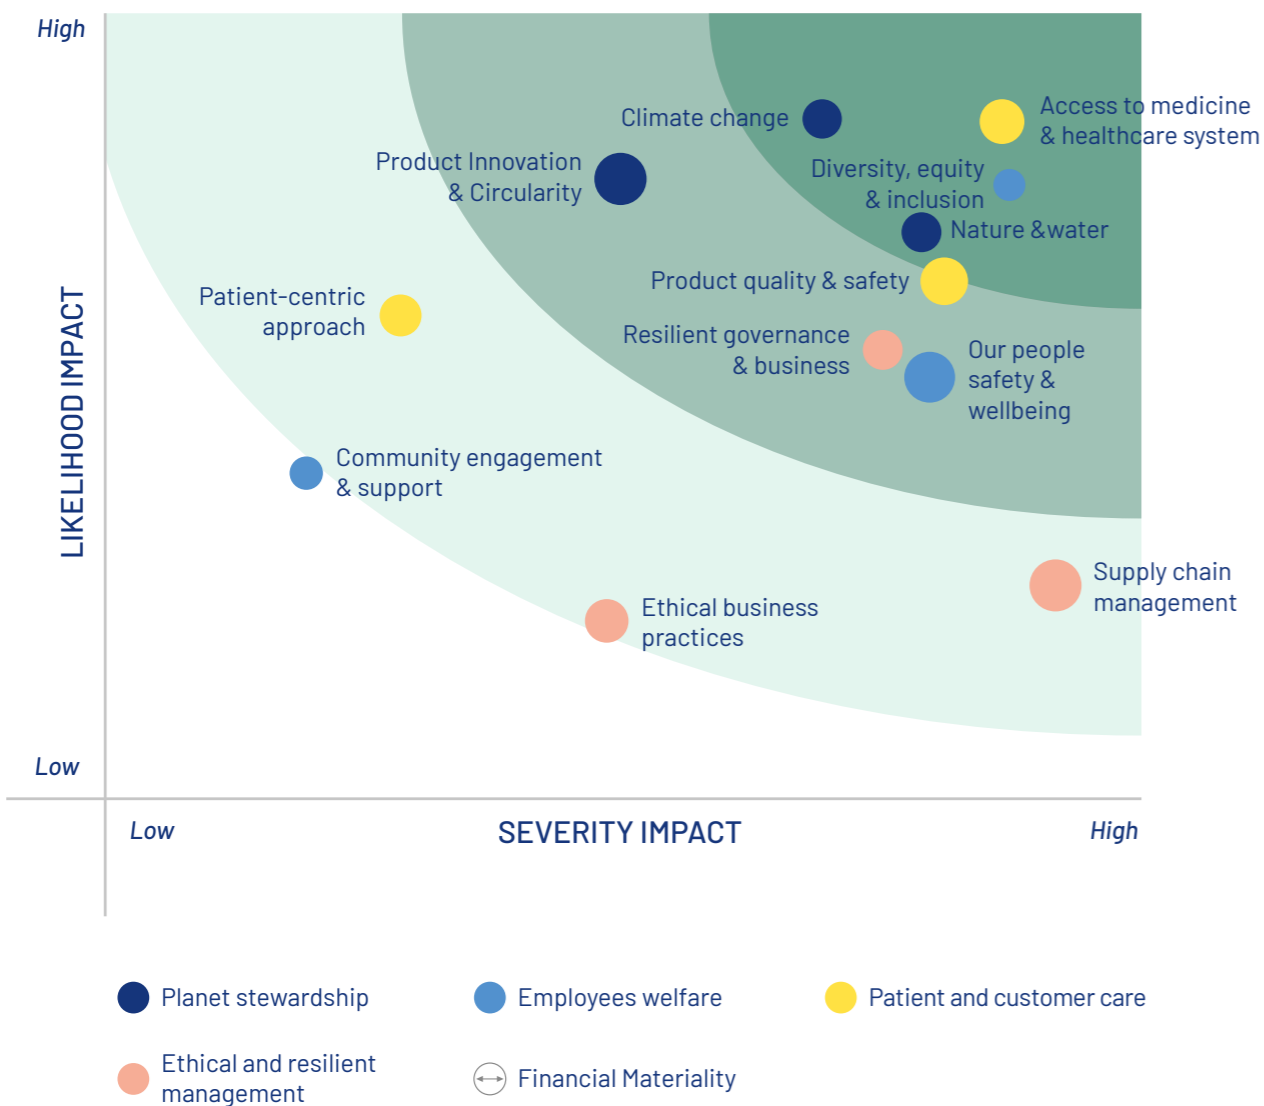 High
Climate change
Access to medicine
& healthcare system
Product Innovation
& Circularity
Diversity, equity
& inclusion
Nature &water
Product quality & safety
Patient-centric
approach
Resilient governance
& business
Our people
safety &
wellbeing
LIKELIHOOD IMPACT
Community engagement
& support
Supply chain
management
Ethical business
practices
Low
Low
SEVERITY IMPACT
High
Planet stewardship
Employees welfare
Patient and customer care
Ethical and resilient
management
Financial Materiality